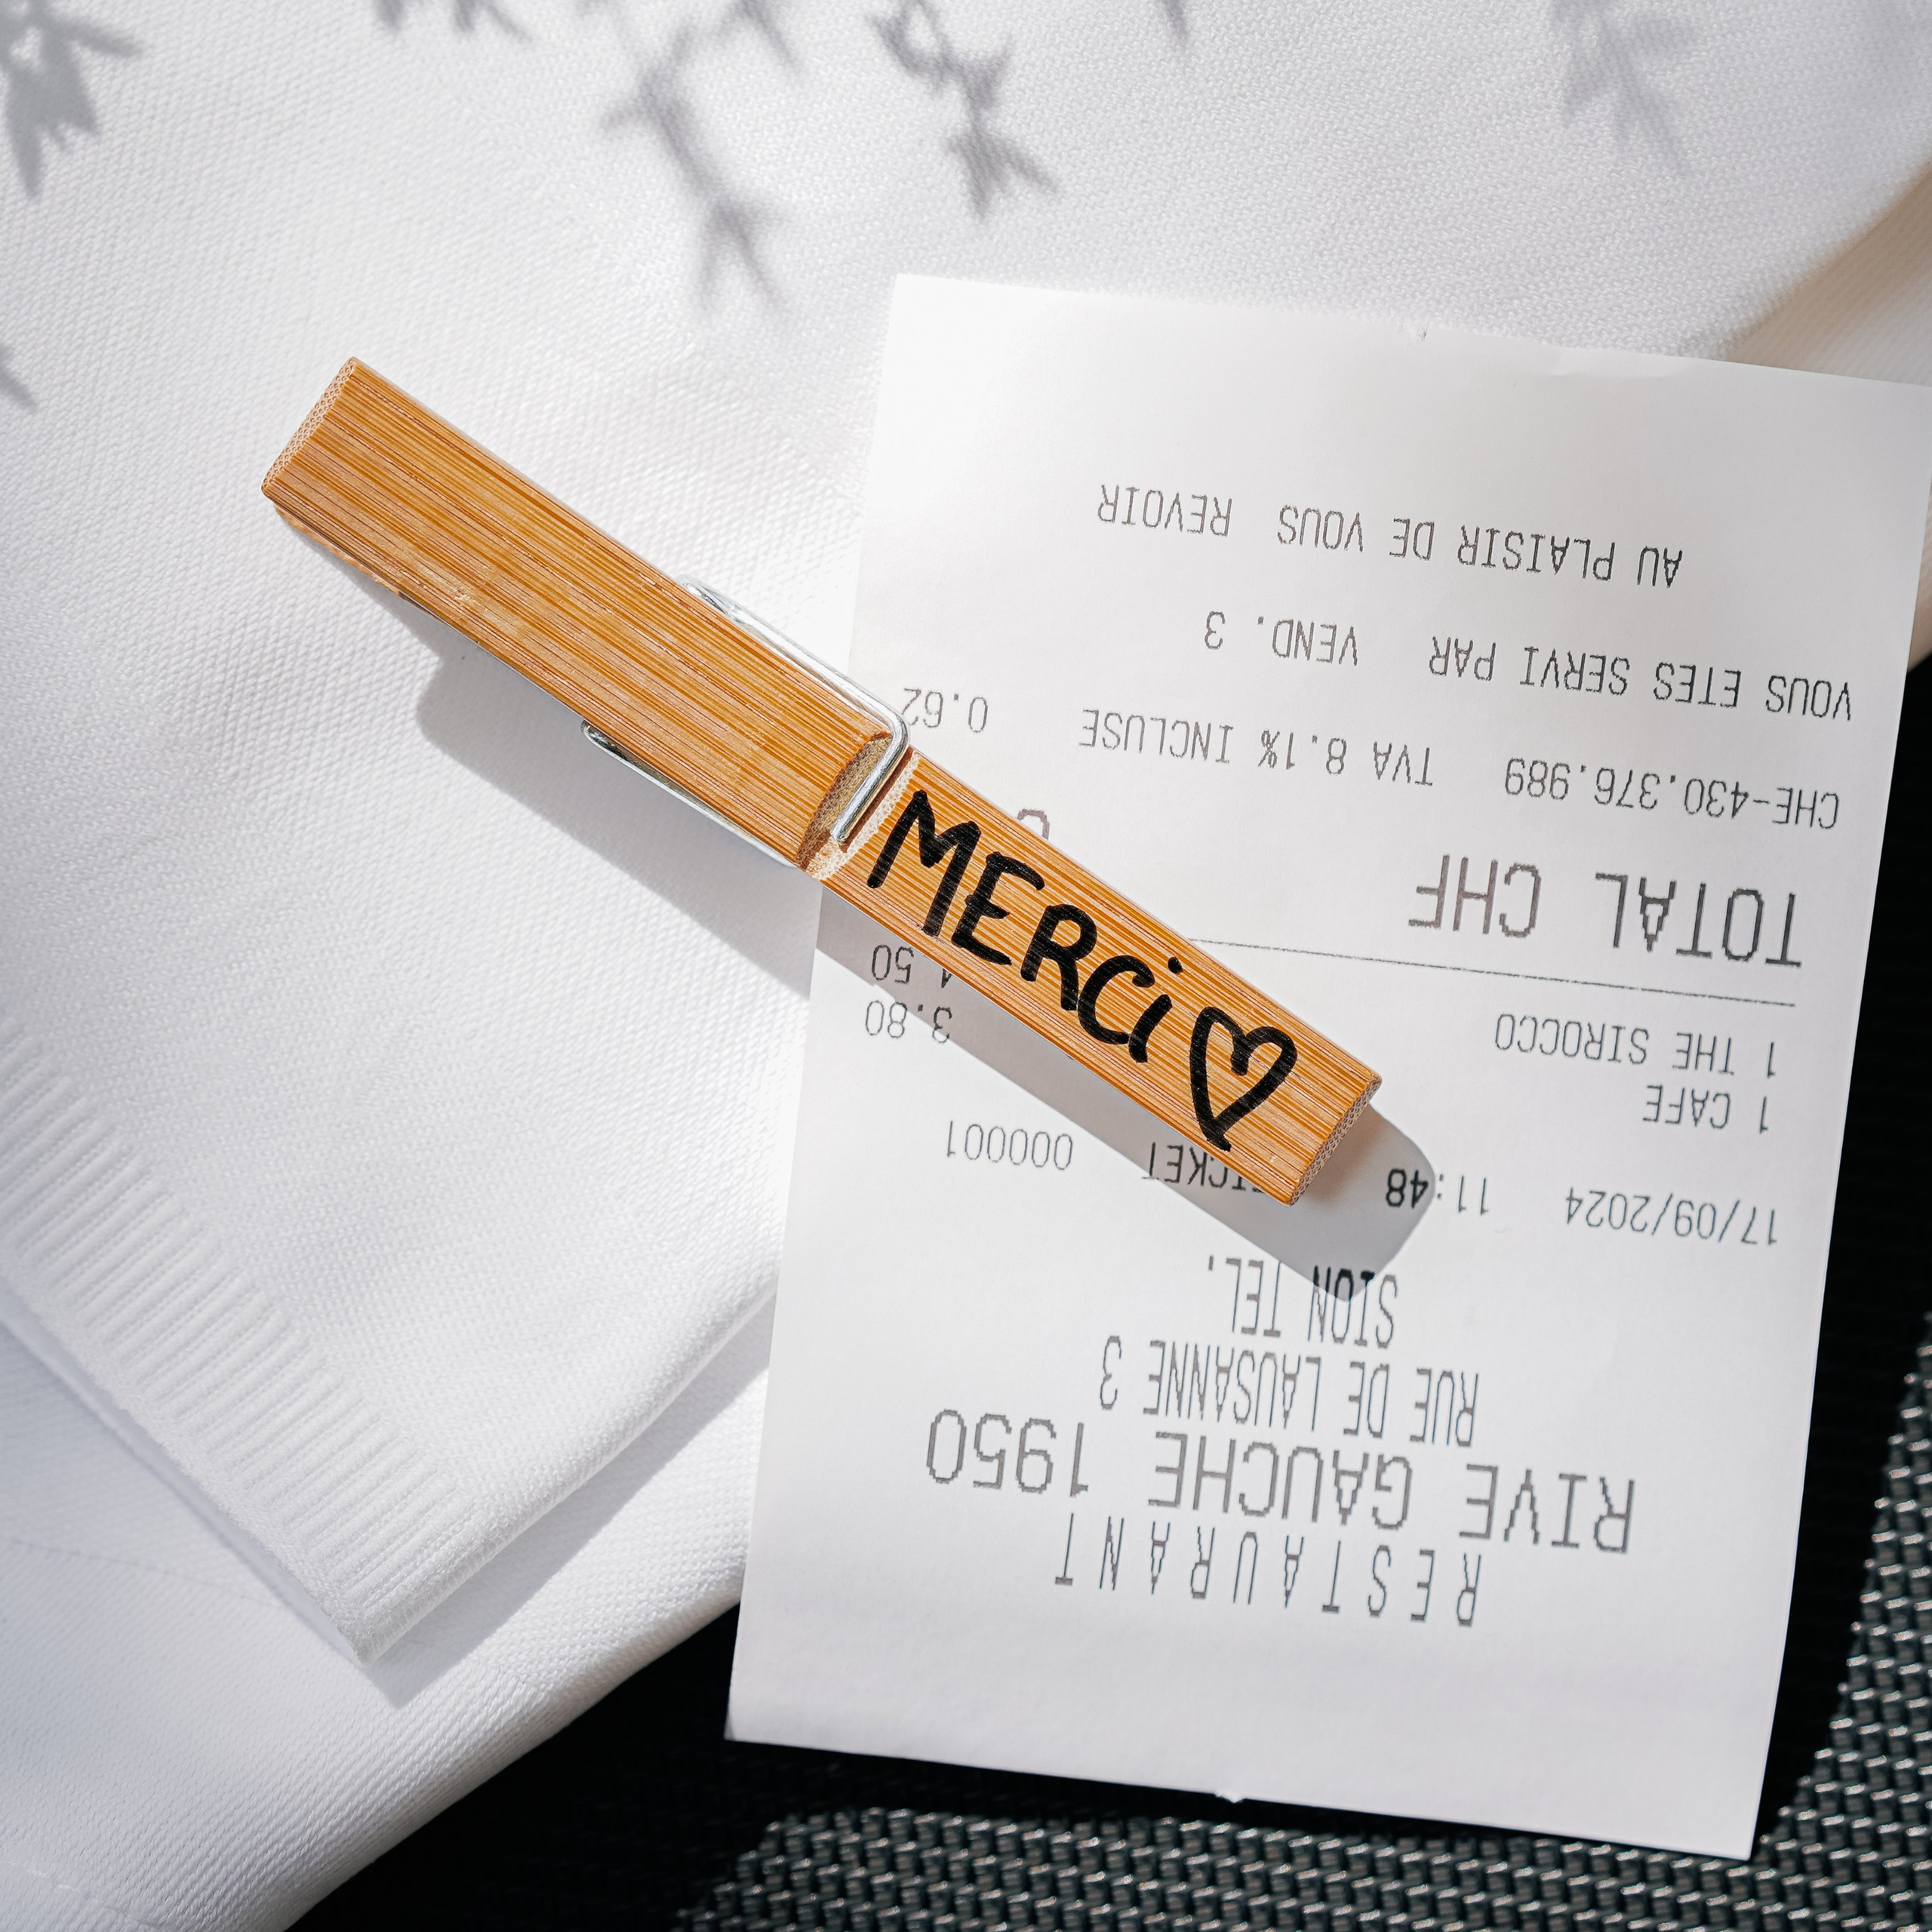 MERCi
RESTAURANT
RIVE GAUCHE 1950
RUE DE LAUSANNE 3
SION TEL.
17/09/2024 11:48 TICKET 000001
1 CAFE 3.80
1 THE SIROCCO 4.50
TOTAL CHF
CHE-430.376.989 TVA 8.1% INCLUSE 0.62
VOUS ETES SERVI PAR VEND. 3
AU PLAISIR DE VOUS REVOIR